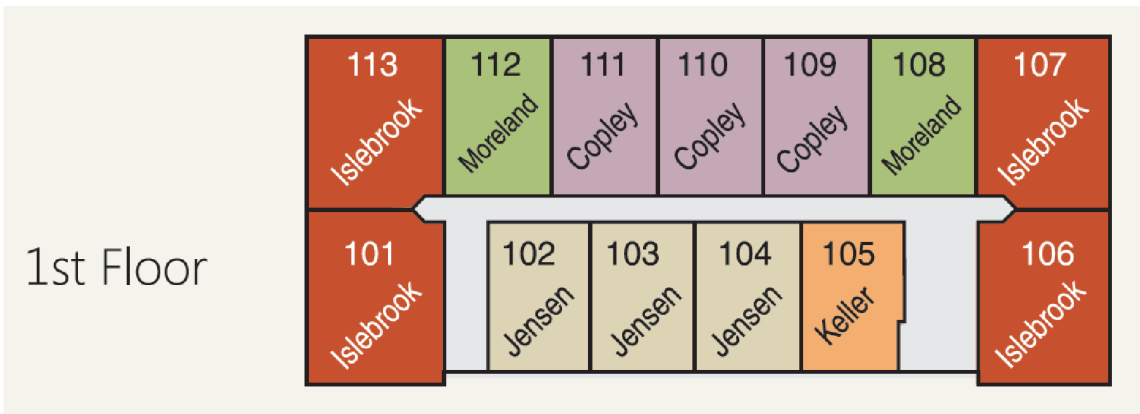 113 112 111 110 109 108 107
Islebrook Moreland Copley Copley Copley Moreland Islebrook
1st Floor
101 102 103 104 105 106
Islebrook Jensen Jensen Jensen Keller Islebrook